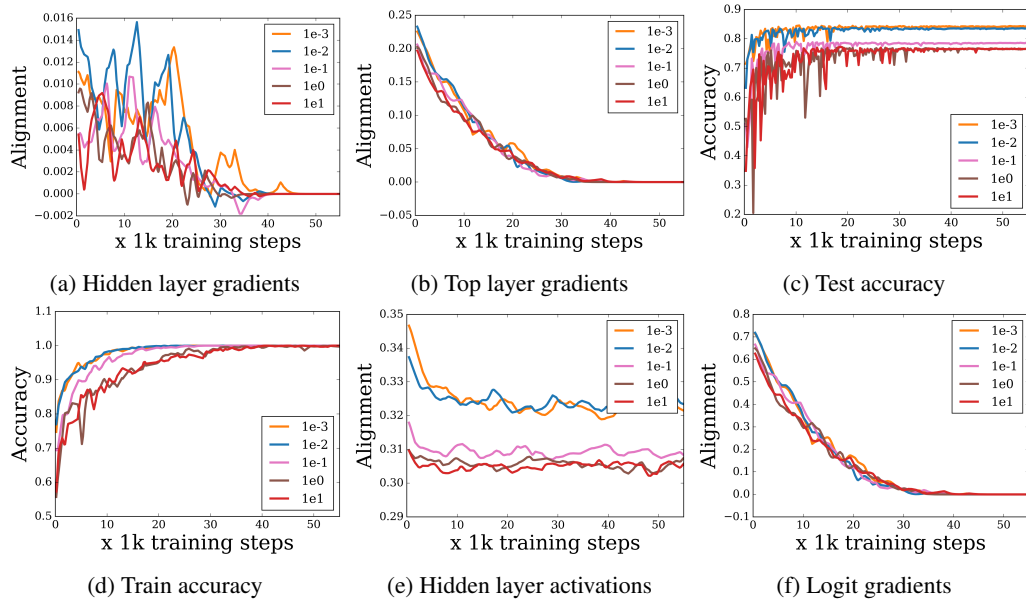 0.016
0.014
0.012
0.010
0.008
0.006
0.004
0.002
0.000
−0.002
Alignment
0 10 20 30 40 50
x 1k training steps
1e-3
1e-2
1e-1
1e0
1e1
(a) Hidden layer gradients
0.25
0.20
0.15
0.10
0.05
0.00
−0.05
Alignment
0 10 20 30 40 50
x 1k training steps
1e-3
1e-2
1e-1
1e0
1e1
(b) Top layer gradients
0.9
0.8
0.7
0.6
0.5
0.4
0.3
0.2
Accuracy
0 10 20 30 40 50
x 1k training steps
1e-3
1e-2
1e-1
1e0
1e1
(c) Test accuracy
1.1
1.0
0.9
0.8
0.7
0.6
0.5
Accuracy
0 10 20 30 40 50
x 1k training steps
1e-3
1e-2
1e-1
1e0
1e1
(d) Train accuracy
0.35
0.34
0.33
0.32
0.31
0.30
0.29
Alignment
0 10 20 30 40 50
x 1k training steps
1e-3
1e-2
1e-1
1e0
1e1
(e) Hidden layer activations
0.8
0.7
0.6
0.5
0.4
0.3
0.2
0.1
0.0
−0.1
Alignment
0 10 20 30 40 50
x 1k training steps
1e-3
1e-2
1e-1
1e0
1e1
(f) Logit gradients